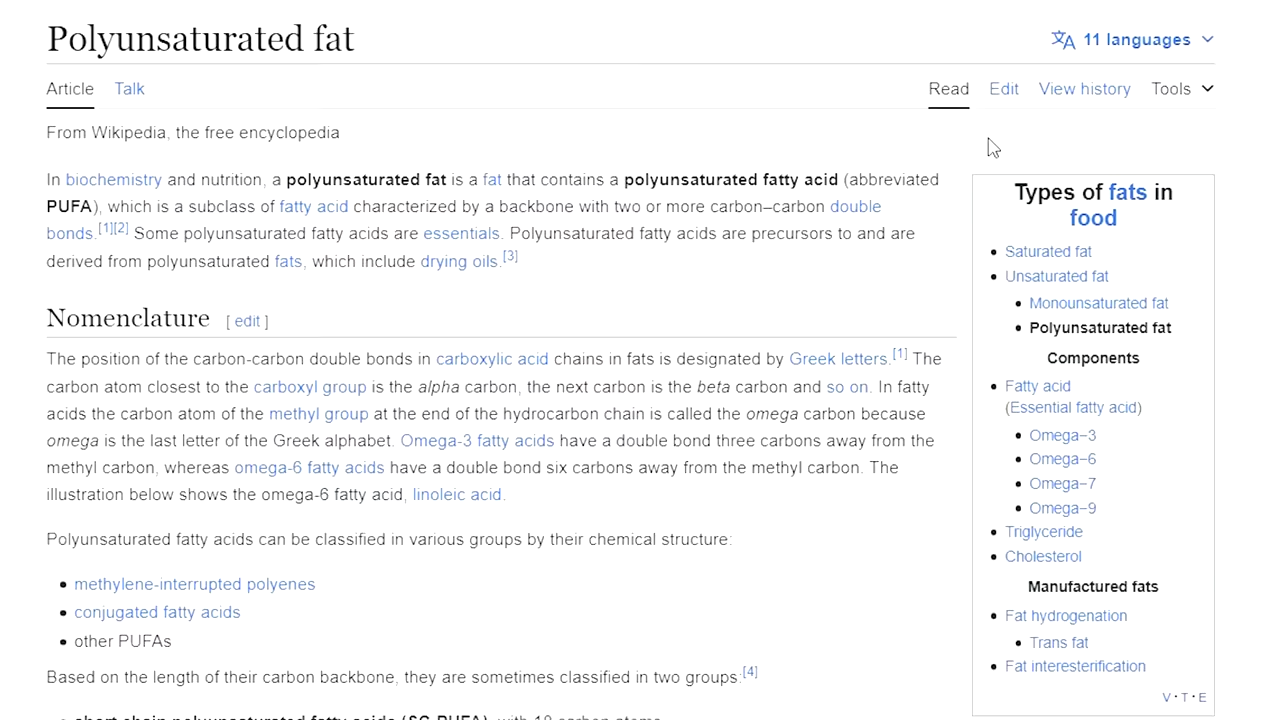 Polyunsaturated fat
11 languages
Article Talk
Read Edit View history Tools
From Wikipedia, the free encyclopedia
In biochemistry and nutrition, a polyunsaturated fat is a fat that contains a polyunsaturated fatty acid (abbreviated
PUFA), which is a subclass of fatty acid characterized by a backbone with two or more carbon–carbon double
bonds.[1][2] Some polyunsaturated fatty acids are essentials. Polyunsaturated fatty acids are precursors to and are
derived from polyunsaturated fats, which include drying oils.[3]
Nomenclature [ edit ]
The position of the carbon-carbon double bonds in carboxylic acid chains in fats is designated by Greek letters.[1] The
carbon atom closest to the carboxyl group is the alpha carbon, the next carbon is the beta carbon and so on. In fatty
acids the carbon atom of the methyl group at the end of the hydrocarbon chain is called the omega carbon because
omega is the last letter of the Greek alphabet. Omega-3 fatty acids have a double bond three carbons away from the
methyl carbon, whereas omega-6 fatty acids have a double bond six carbons away from the methyl carbon. The
illustration below shows the omega-6 fatty acid, linoleic acid.
Polyunsaturated fatty acids can be classified in various groups by their chemical structure:
• methylene-interrupted polyenes
• conjugated fatty acids
• other PUFAs
Based on the length of their carbon backbone, they are sometimes classified in two groups:[4]
• short chain polyunsaturated fatty acids (SC-PUFA), with 18 carbon atoms
Types of fats in
food
• Saturated fat
• Unsaturated fat
• Monounsaturated fat
• Polyunsaturated fat
Components
• Fatty acid
(Essential fatty acid)
• Omega−3
• Omega−6
• Omega−7
• Omega−9
• Triglyceride
• Cholesterol
Manufactured fats
• Fat hydrogenation
• Trans fat
• Fat interesterification
V · T · E